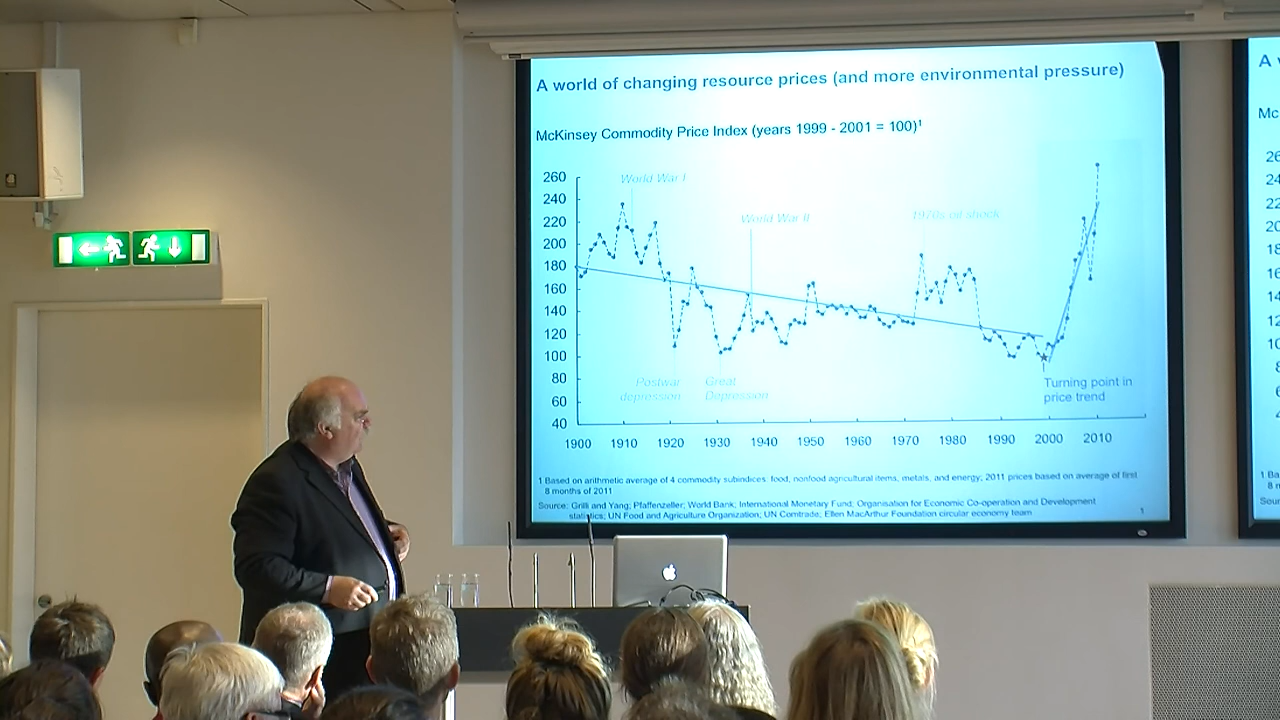 A world of changing resource prices (and more environmental pressure)
McKinsey Commodity Price Index (years 1999 - 2001 = 100)¹
260
240
220
200
180
160
140
120
100
80
60
40
World War I
World War II
1970s oil shock
Postwar
depression
Great
Depression
Turning point in
price trend
1900 1910 1920 1930 1940 1950 1960 1970 1980 1990 2000 2010
1 Based on arithmetic average of 4 commodity subindices: food, nonfood agricultural items, metals, and energy; 2011 prices based on average of first
8 months of 2011
Source: Grilli and Yang; Pfaffenzeller; World Bank; International Monetary Fund; Organisation for Economic Co-operation and Development
statistics; UN Food and Agriculture Organization; UN Comtrade; Ellen MacArthur Foundation circular economy team
1
A
Mc
26
24